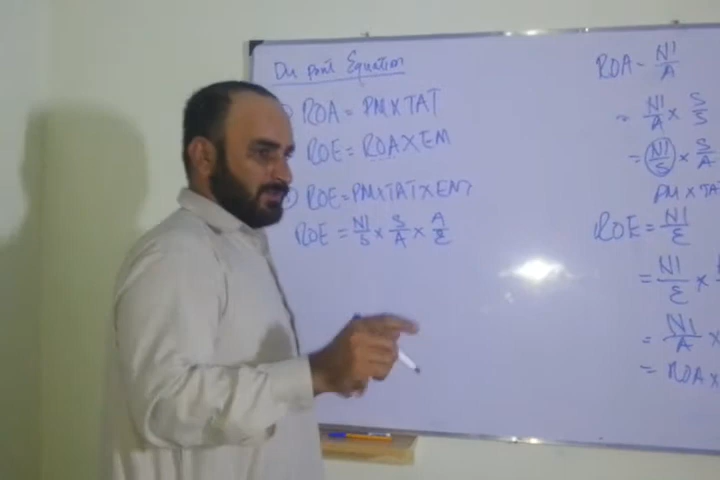 Du pont Equation
) ROA = PM X TAT
ROE = ROA X EM
) ROE = PM X TAT X EM
ROE = NI/S x S/A x A/E
ROA = NI/A
= NI/A x S/S
= NI/S x S/A
PM X TAT
ROE = NI/E
= NI/E x
= NI/A x
= ROA x